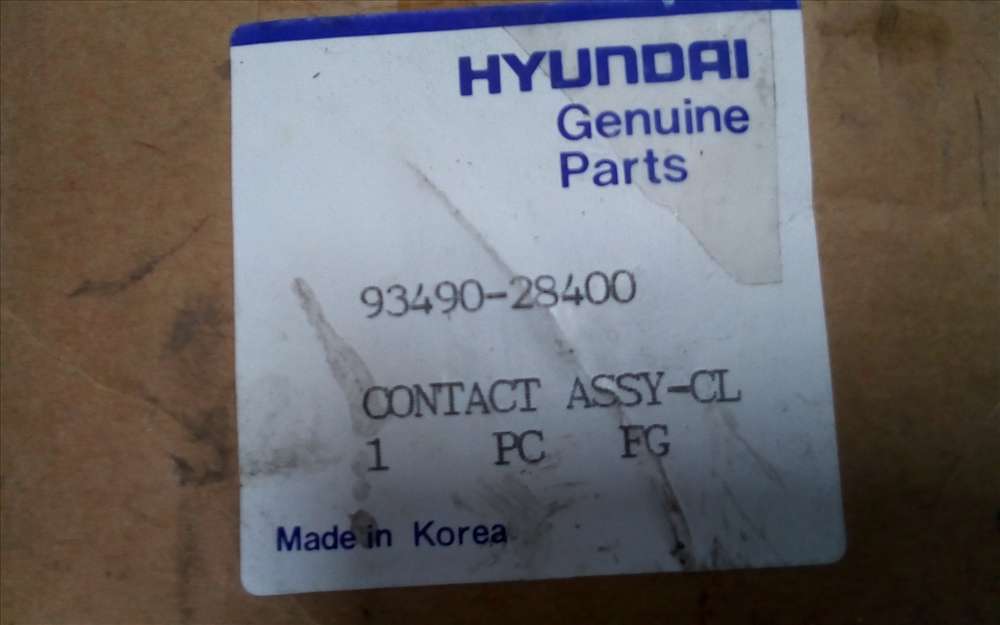 HYUNDAI
Genuine
Parts
93490-28400
CONTACT ASSY-CL
1 PC FG
Made in Korea